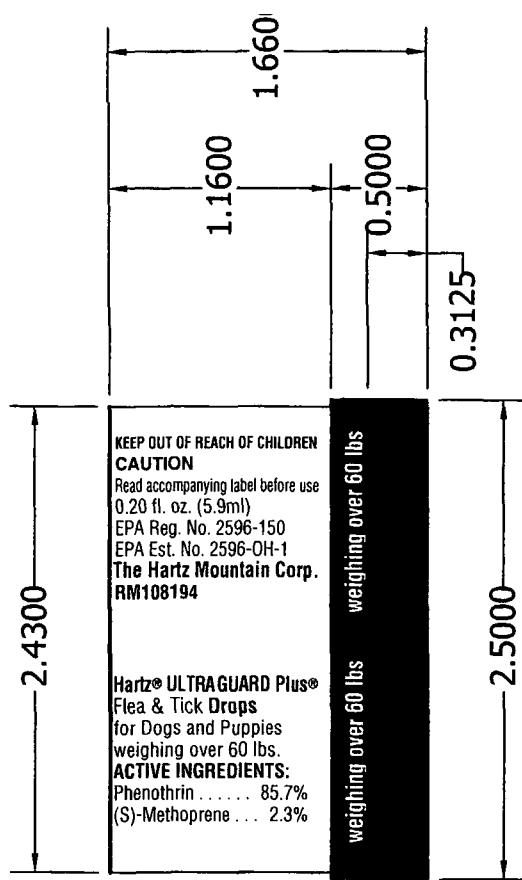 1.660
1.1600
0.5000
0.3125
2.4300
KEEP OUT OF REACH OF CHILDREN
CAUTION
Read accompanying label before use
0.20 fl. oz. (5.9ml)
EPA Reg. No. 2596-150
EPA Est. No. 2596-OH-1
The Hartz Mountain Corp.
RM108194
Hartz® ULTRAGUARD Plus®
Flea & Tick Drops
for Dogs and Puppies
weighing over 60 lbs.
ACTIVE INGREDIENTS:
Phenothrin ...... 85.7%
(S)-Methoprene ... 2.3%
weighing over 60 lbs
weighing over 60 lbs
2.5000